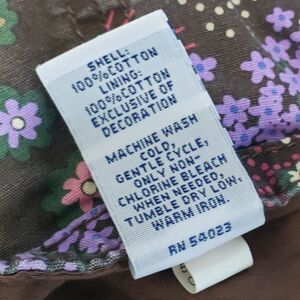 SHELL:
100%COTTON
LINING:
100%COTTON
EXCLUSIVE OF
DECORATION
MACHINE WASH
COLD,
GENTLE CYCLE,
ONLY NON-
CHLORINE BLEACH
WHEN NEEDED,
TUMBLE DRY LOW,
WARM IRON.
RN 54023